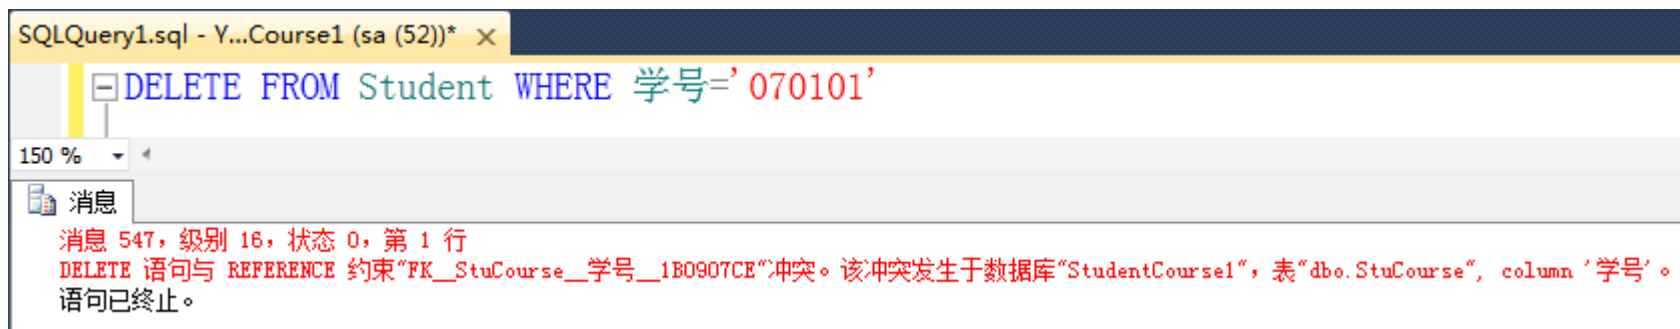 SQLQuery1.sql - Y...Course1 (sa (52))* ×
DELETE FROM Student WHERE 学号='070101'
150 %
消息
消息 547，级别 16，状态 0，第 1 行
DELETE 语句与 REFERENCE 约束"FK__StuCourse__学号__1B0907CE"冲突。该冲突发生于数据库"StudentCourse1"，表"dbo.StuCourse", column '学号'。
语句已终止。